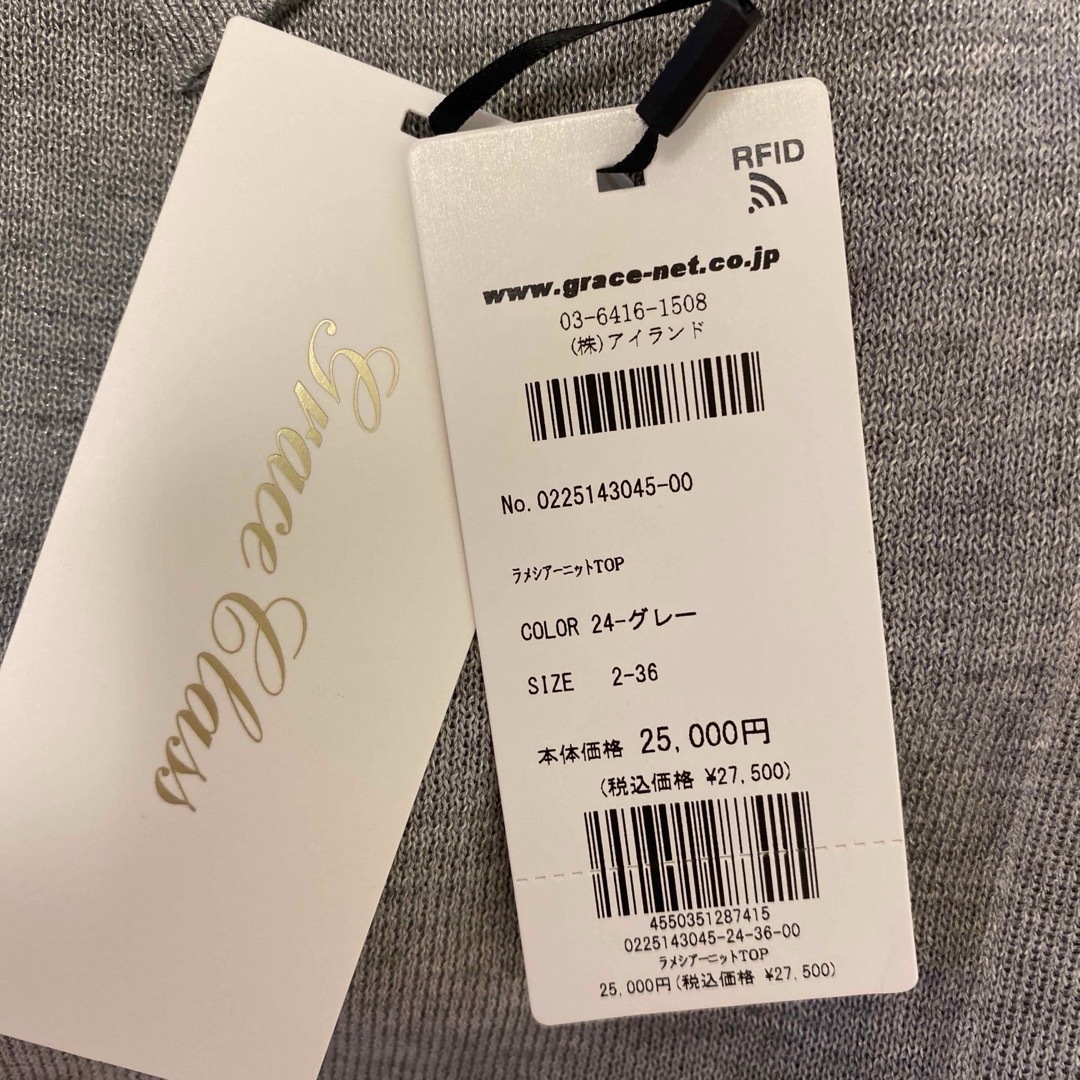 Grace Class
RFID
www.grace-net.co.jp
03-6416-1508
(株)アイランド
No. 0225143045-00
ﾗﾒｼｱｰﾆｯﾄTOP
COLOR 24-グレー
SIZE 2-36
本体価格 25,000円
(税込価格 ¥27,500)
4550351287415
0225143045-24-36-00
ﾗﾒｼｱｰﾆｯﾄTOP
25,000円(税込価格 ¥27,500)